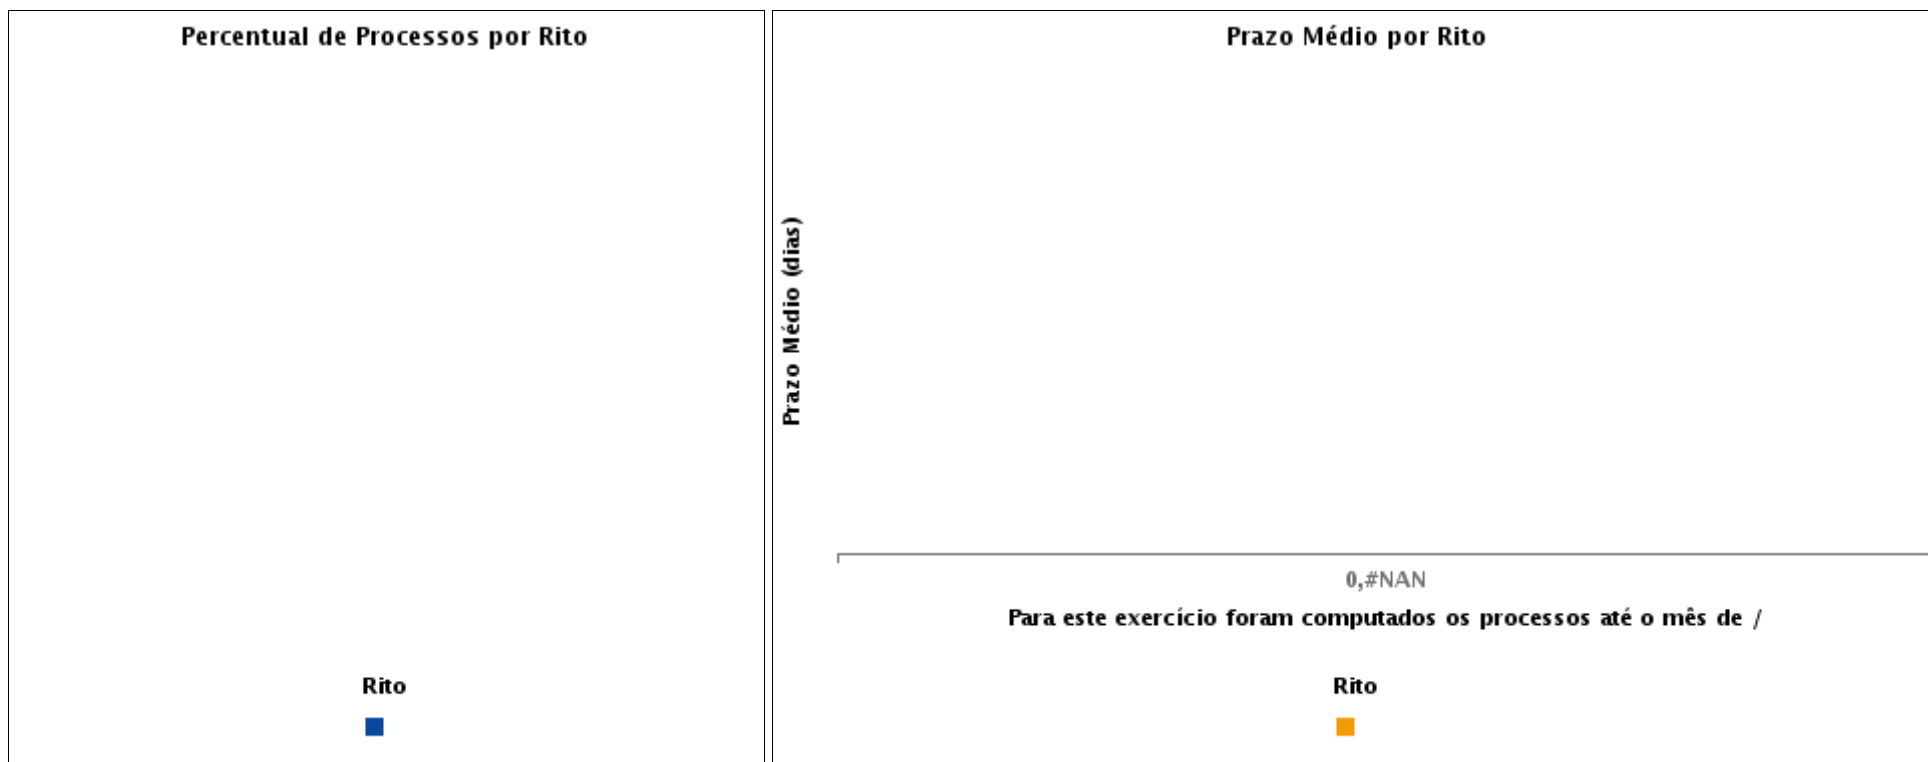 Percentual de Processos por Rito
Rito
Prazo Médio por Rito
Prazo Médio (dias)
0,#NAN
Para este exercício foram computados os processos até o mês de /
Rito